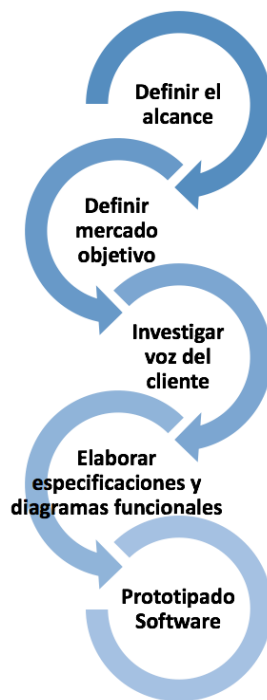 Definir el
alcance
Definir
mercado
objetivo
Investigar
voz del
cliente
Elaborar
especificaciones y
diagramas funcionales
Prototipado
Software